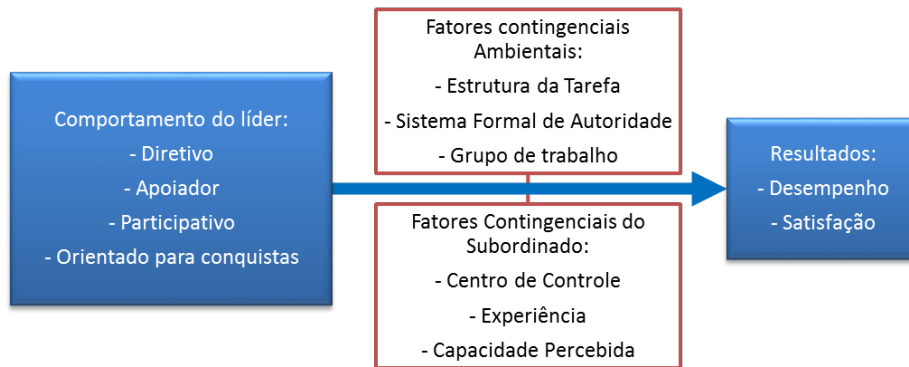 Comportamento do líder:
- Diretivo
- Apoiador
- Participativo
- Orientado para conquistas
Fatores contingenciais
Ambientais:
- Estrutura da Tarefa
- Sistema Formal de Autoridade
- Grupo de trabalho
Fatores Contingenciais do
Subordinado:
- Centro de Controle
- Experiência
- Capacidade Percebida
Resultados:
- Desempenho
- Satisfação